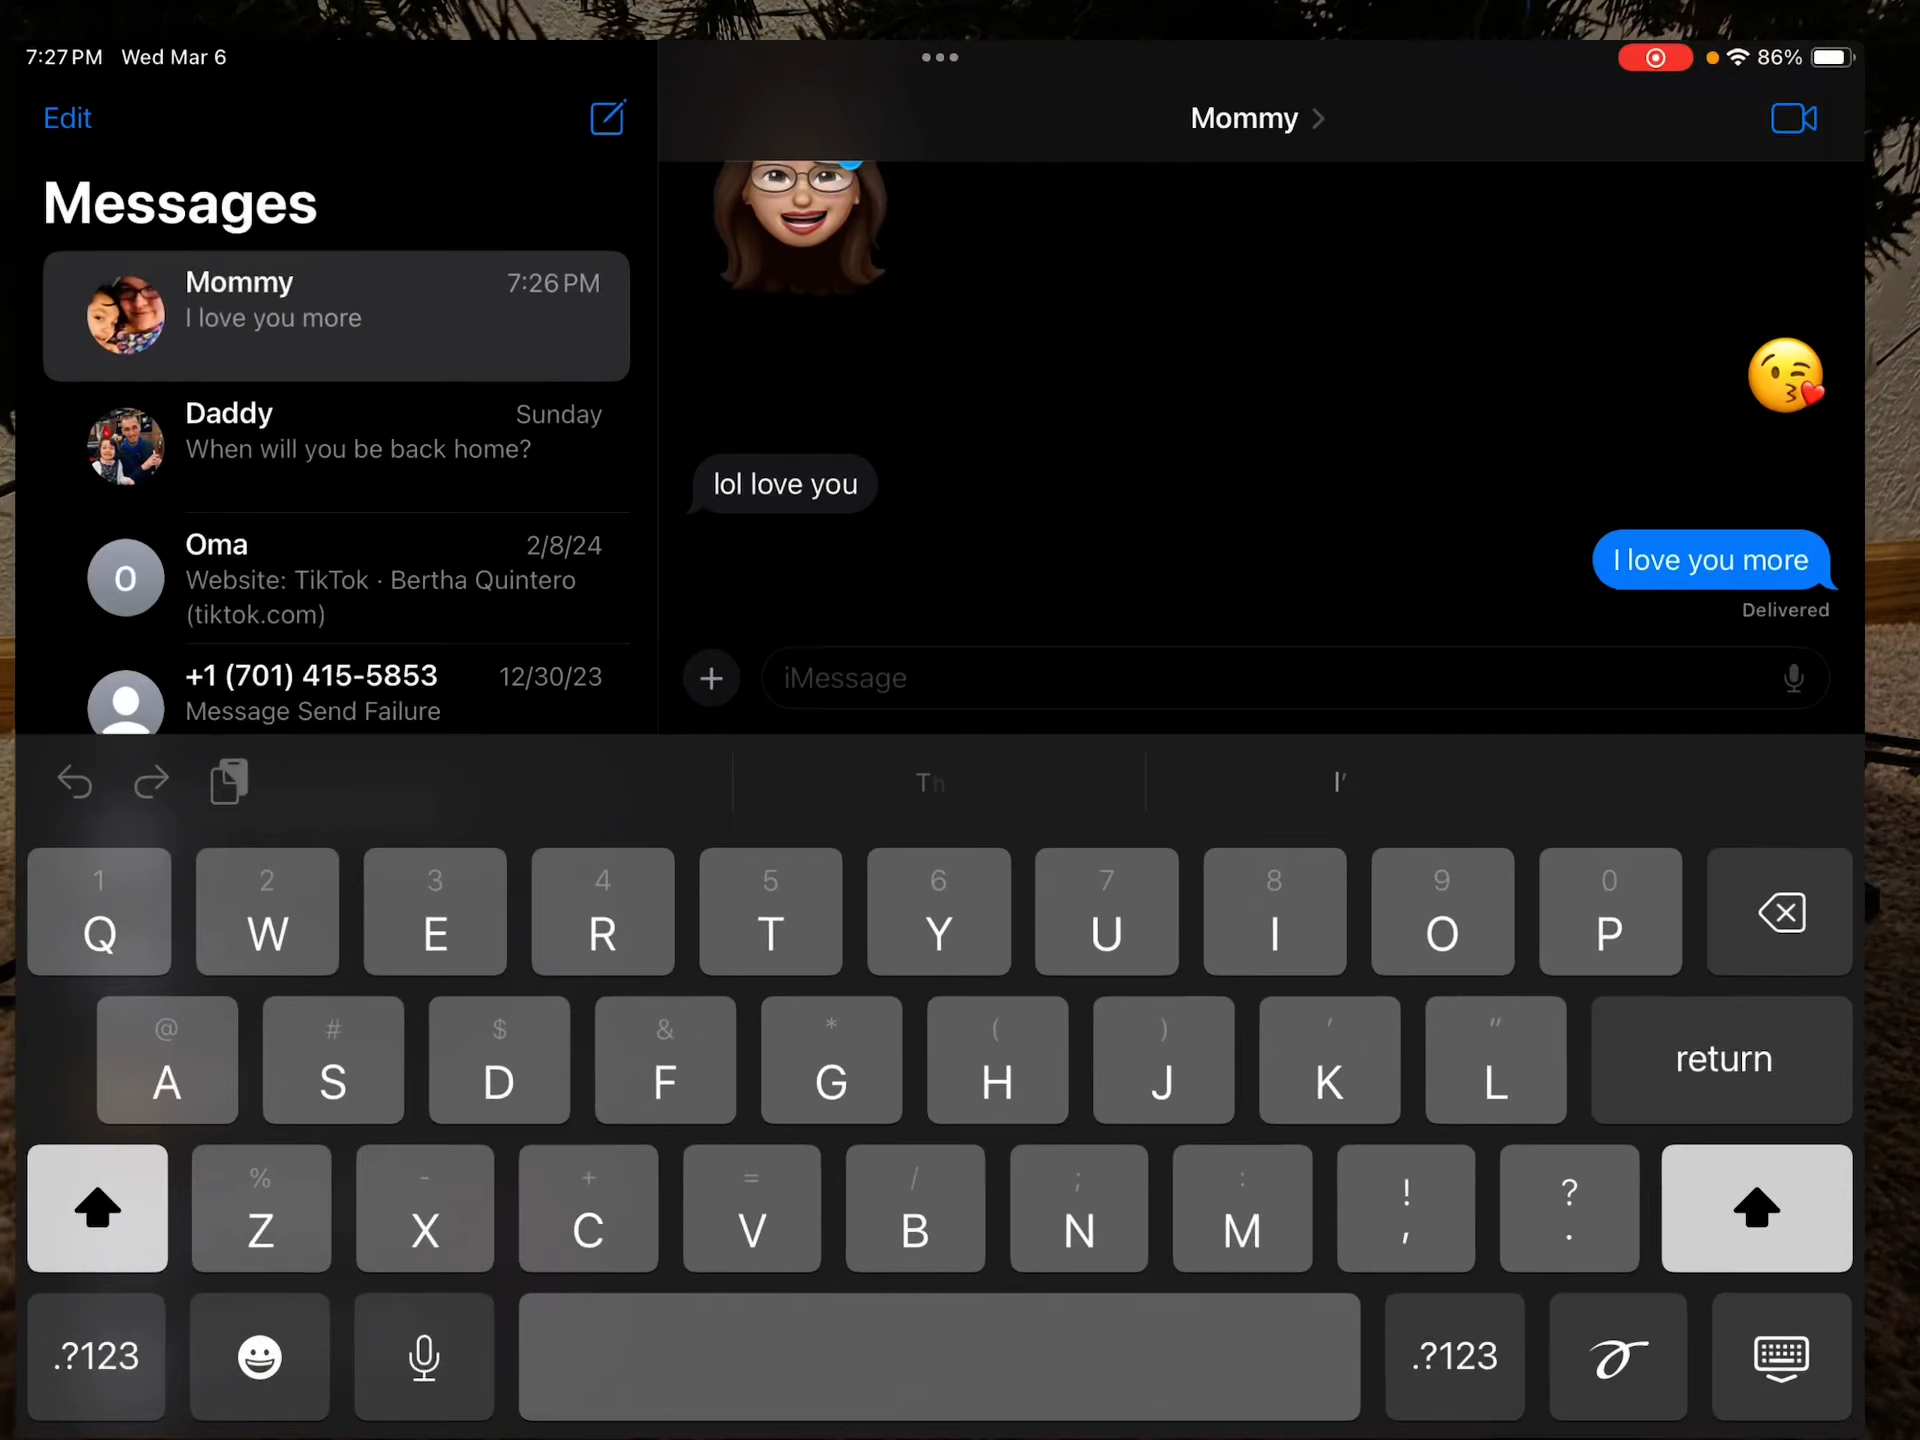 7:27 PM Wed Mar 6
86%
Edit
Mommy
Messages
Mommy 7:26 PM
I love you more
Daddy Sunday
When will you be back home?
O
Oma 2/8/24
Website: TikTok · Bertha Quintero
(tiktok.com)
+1 (701) 415-5853 12/30/23
Message Send Failure
lol love you
I love you more
Delivered
iMessage
Th I'
1 2 3 4 5 6 7 8 9 0
Q W E R T Y U I O P
@ # $ & * ( ) ' "
A S D F G H J K L return
% - + = / ; : ! ?
Z X C V B N M , .
.?123 .?123